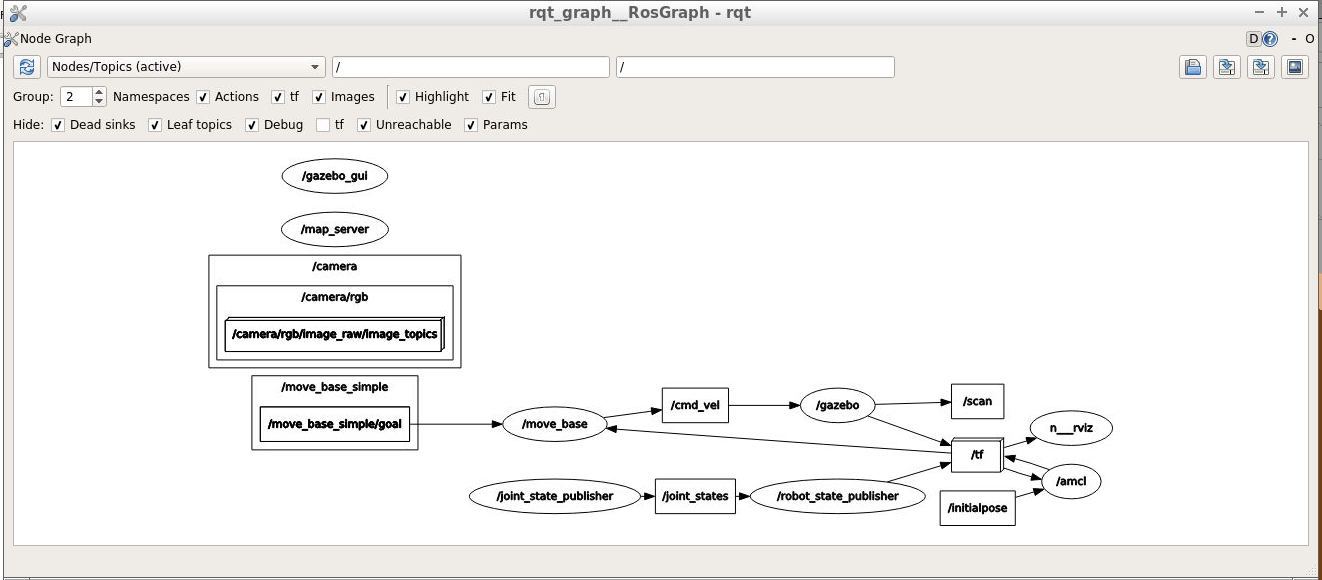 rqt_graph__RosGraph - rqt
Node Graph
D
- O
Nodes/Topics (active)
/
/
Group: 2 Namespaces Actions tf Images Highlight Fit
Hide: Dead sinks Leaf topics Debug tf Unreachable Params
/gazebo_gui
/map_server
/camera
/camera/rgb
/camera/rgb/image_raw/image_topics
/move_base_simple
/move_base_simple/goal
/move_base
/cmd_vel
/gazebo
/scan
n__rviz
/tf
/amcl
/joint_state_publisher
/joint_states
/robot_state_publisher
/initialpose